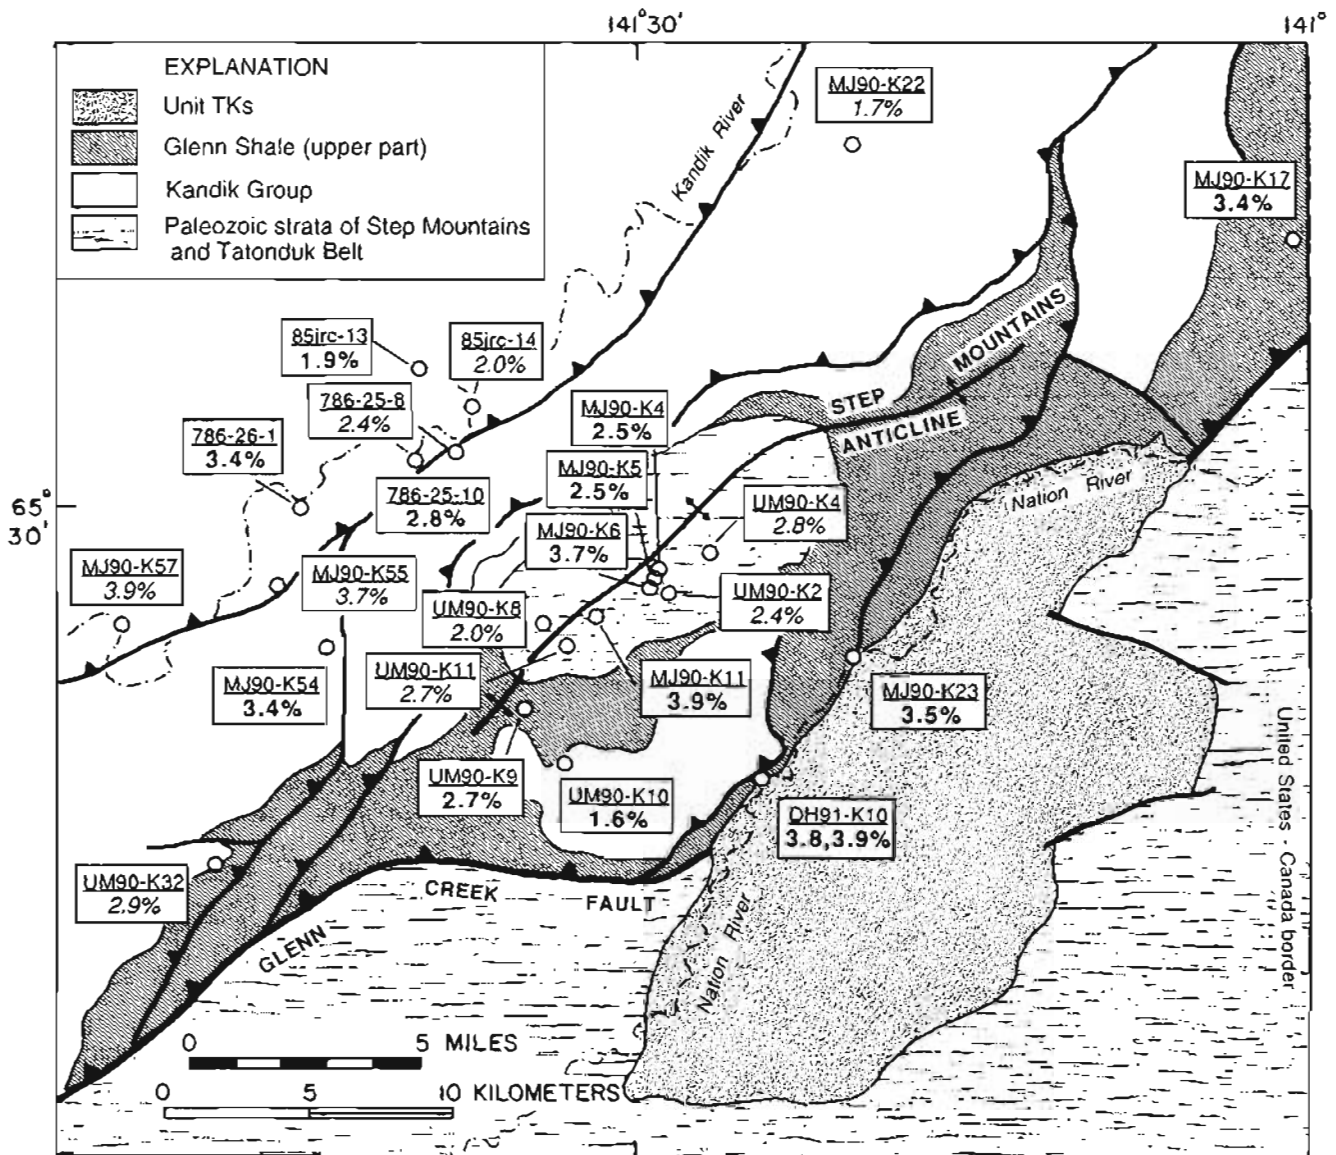 141°30'
141°
EXPLANATION
Unit TKs
Glenn Shale (upper part)
Kandik Group
Paleozoic strata of Step Mountains
and Tatonduk Belt
Kandik River
MJ90-K22
1.7%
MJ90-K17
3.4%
85jrc-13
1.9%
85jrc-14
2.0%
786-25-8
2.4%
786-26-1
3.4%
MJ90-K4
2.5%
STEP
MOUNTAINS
ANTICLINE
MJ90-K5
2.5%
786-25-10
2.8%
UM90-K4
2.8%
Nation River
65°
30'
MJ90-K6
3.7%
MJ90-K57
3.9%
MJ90-K55
3.7%
UM90-K8
2.0%
UM90-K2
2.4%
UM90-K11
2.7%
MJ90-K11
3.9%
MJ90-K54
3.4%
MJ90-K23
3.5%
UM90-K9
2.7%
UM90-K10
1.6%
DH91-K10
3.8,3.9%
United States - Canada border
UM90-K32
2.9%
GLENN
CREEK
FAULT
Nation River
0 5 MILES
0 5 10 KILOMETERS